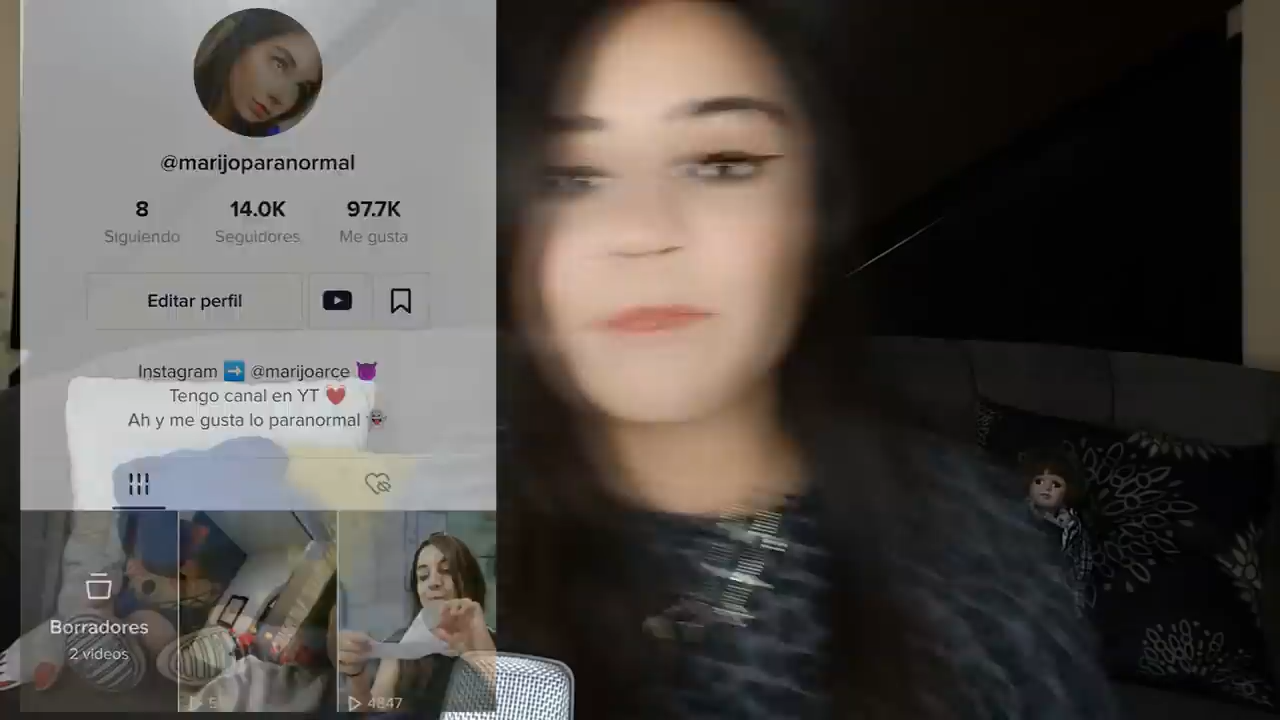 @marijoparanormal
8 14.0K 97.7K
Siguiendo Seguidores Me gusta
Editar perfil
Instagram ➡️ @marijoarce 😈
Tengo canal en YT 💓
Ah y me gusta lo paranormal 👻
Borradores
2 videos
4847